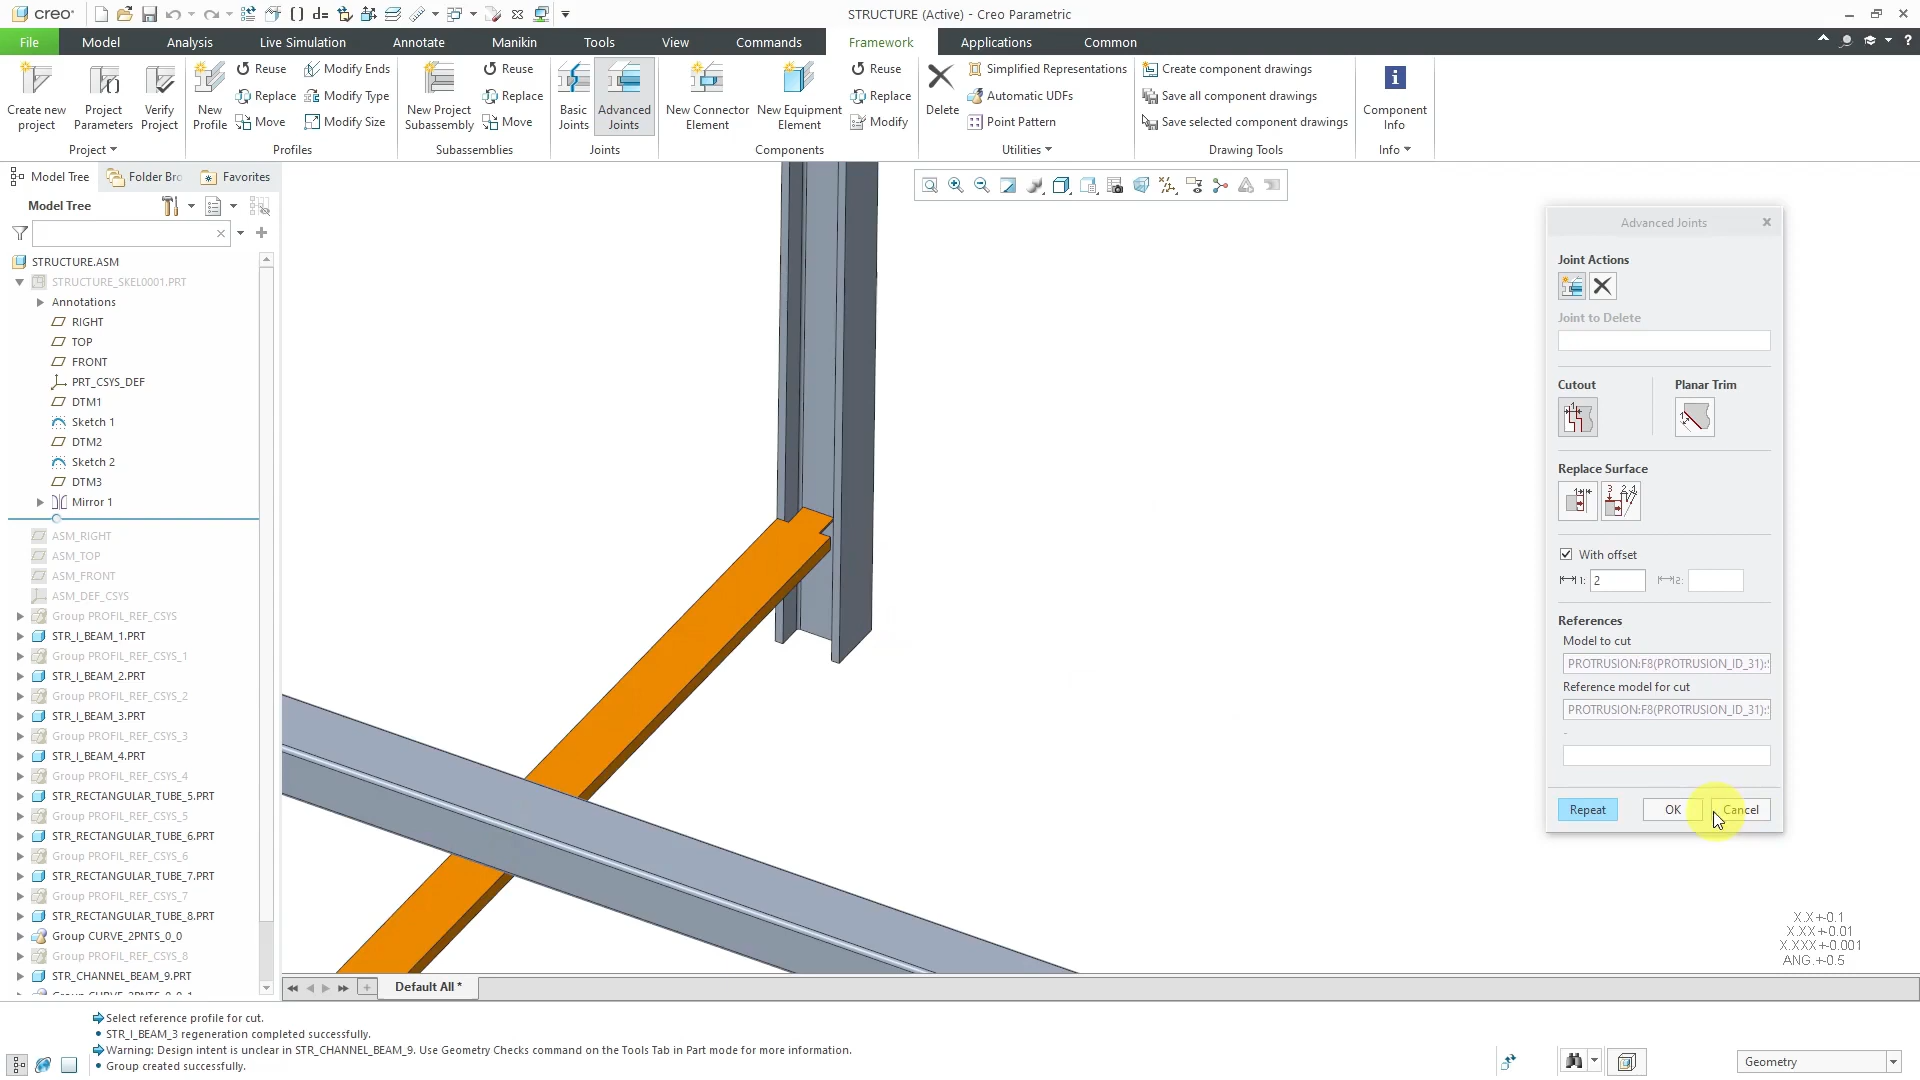 creo
STRUCTURE (Active) - Creo Parametric
File
Model
Analysis
Live Simulation
Annotate
Manikin
Tools
View
Commands
Framework
Applications
Common
Create new project
Project Parameters
Verify Project
Project
New Profile
Reuse
Replace
Move
Modify Ends
Modify Type
Modify Size
Profiles
New Project Subassembly
Reuse
Replace
Move
Subassemblies
Basic Joints
Advanced Joints
Joints
New Connector Element
New Equipment Element
Reuse
Replace
Modify
Components
Delete
Simplified Representations
Automatic UDFs
Point Pattern
Utilities
Create component drawings
Save all component drawings
Save selected component drawings
Drawing Tools
Component Info
Info
Model Tree
Folder Bro
Favorites
Model Tree
STRUCTURE.ASM
STRUCTURE_SKEL0001.PRT
Annotations
RIGHT
TOP
FRONT
PRT_CSYS_DEF
DTM1
Sketch 1
DTM2
Sketch 2
DTM3
Mirror 1
ASM_RIGHT
ASM_TOP
ASM_FRONT
ASM_DEF_CSYS
Group PROFIL_REF_CSYS
STR_I_BEAM_1.PRT
Group PROFIL_REF_CSYS_1
STR_I_BEAM_2.PRT
Group PROFIL_REF_CSYS_2
STR_I_BEAM_3.PRT
Group PROFIL_REF_CSYS_3
STR_I_BEAM_4.PRT
Group PROFIL_REF_CSYS_4
STR_RECTANGULAR_TUBE_5.PRT
Group PROFIL_REF_CSYS_5
STR_RECTANGULAR_TUBE_6.PRT
Group PROFIL_REF_CSYS_6
STR_RECTANGULAR_TUBE_7.PRT
Group PROFIL_REF_CSYS_7
STR_RECTANGULAR_TUBE_8.PRT
Group CURVE_2PNTS_0_0
Group PROFIL_REF_CSYS_8
STR_CHANNEL_BEAM_9.PRT
Advanced Joints
Joint Actions
Joint to Delete
Cutout
Planar Trim
Replace Surface
With offset
1: 2
2:
References
Model to cut
PROTRUSION:F8(PROTRUSION_ID_31):
Reference model for cut
PROTRUSION:F8(PROTRUSION_ID_31):
-
Repeat
OK
Cancel
X.X+-0.1
X.XX+-0.01
X.XXX+-0.001
ANG.+-0.5
Default All *
Select reference profile for cut.
STR_I_BEAM_3 regeneration completed successfully.
Warning: Design intent is unclear in STR_CHANNEL_BEAM_9. Use Geometry Checks command on the Tools Tab in Part mode for more information.
Group created successfully.
Geometry